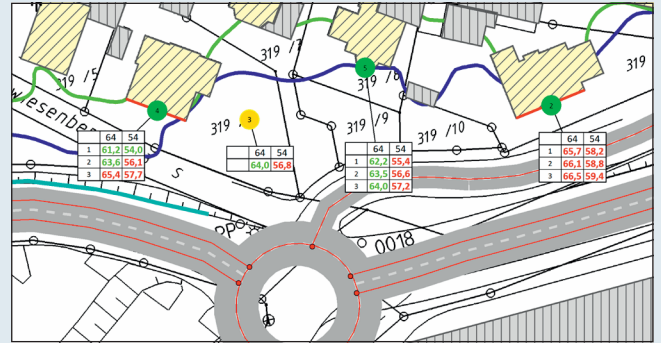 319 /5
319 /7
319 /8
319
319 /
319 /9
319 /10
Wiesenbe
S
0018
4
64 54
1 61,2 54,0
2 63,6 56,1
3 65,4 57,7
3
64 54
64,0 56,8
5
64 54
1 62,2 55,4
2 63,5 56,6
3 64,0 57,2
2
64 54
1 65,7 58,2
2 66,1 58,8
3 66,5 59,4